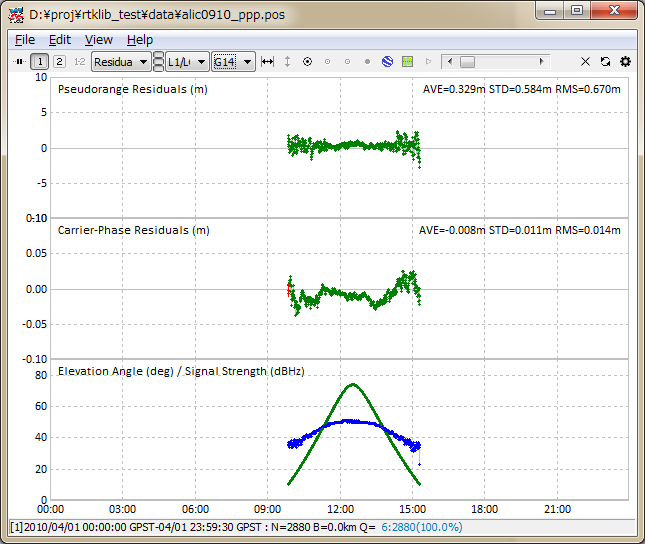 D:¥proj¥rtklib_test¥data¥alic0910_ppp.pos
File Edit View Help
1 2 1-2 Residua L1/L( G14
10 Pseudorange Residuals (m) AVE=0.329m STD=0.584m RMS=0.670m
5
0
-5
-10
0.10 Carrier-Phase Residuals (m) AVE=-0.008m STD=0.011m RMS=0.014m
0.05
0.00
-0.05
-0.10
Elevation Angle (deg) / Signal Strength (dBHz)
80
60
40
20
0
00:00 03:00 06:00 09:00 12:00 15:00 18:00 21:00
[1]2010/04/01 00:00:00 GPST-04/01 23:59:30 GPST : N=2880 B=0.0km Q= 6:2880(100.0%)